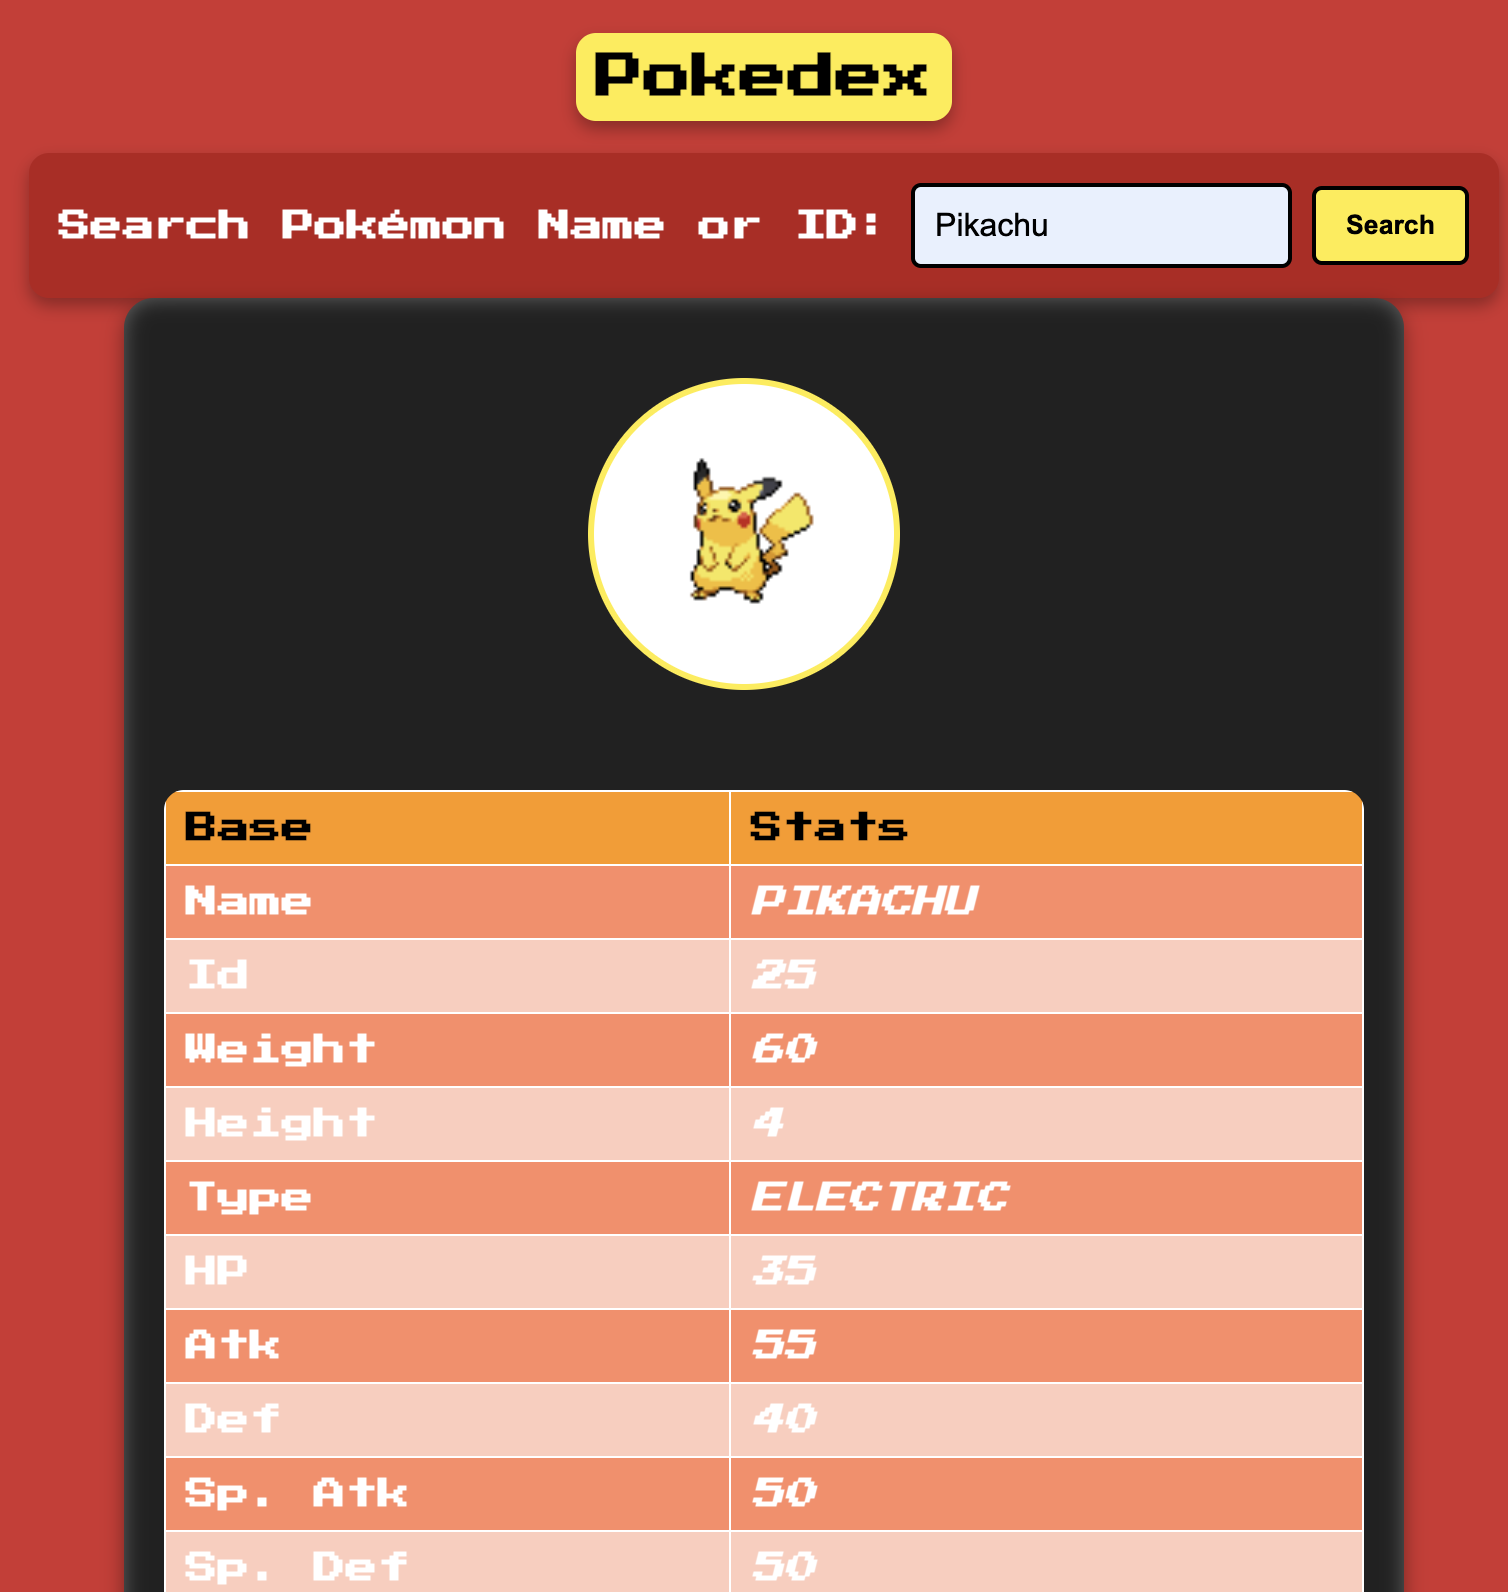 Pokedex
Search Pokémon Name or ID: Pikachu Search
Base Stats
Name PIKACHU
Id 25
Weight 60
Height 4
Type ELECTRIC
HP 35
Atk 55
Def 40
Sp. Atk 50
Sp. Def 50